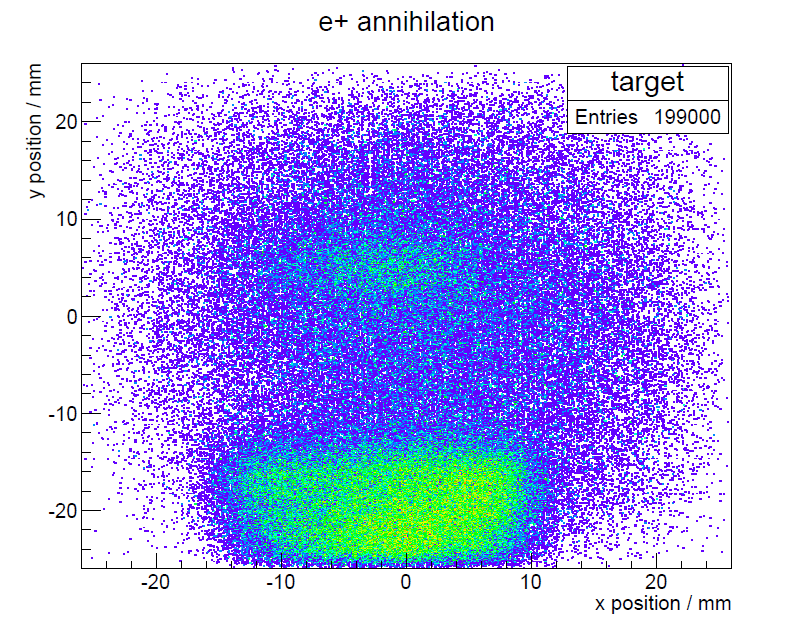 e+ annihilation
target
Entries 199000
y position / mm
20
10
0
-10
-20
-20 -10 0 10 20
x position / mm